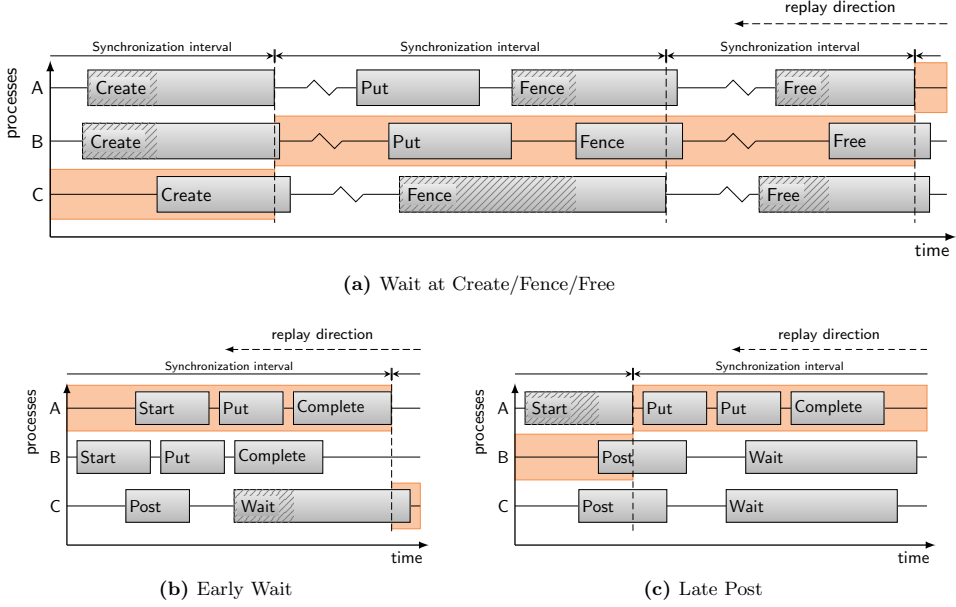 replay direction
Synchronization interval Synchronization interval Synchronization interval
processes
A Create Put Fence Free
B Create Put Fence Free
C Create Fence Free
time
(a) Wait at Create/Fence/Free
replay direction
Synchronization interval
processes
A Start Put Complete
B Start Put Complete
C Post Wait
time
(b) Early Wait
replay direction
Synchronization interval
processes
A Start Put Put Complete
B Post Wait
C Post Wait
time
(c) Late Post